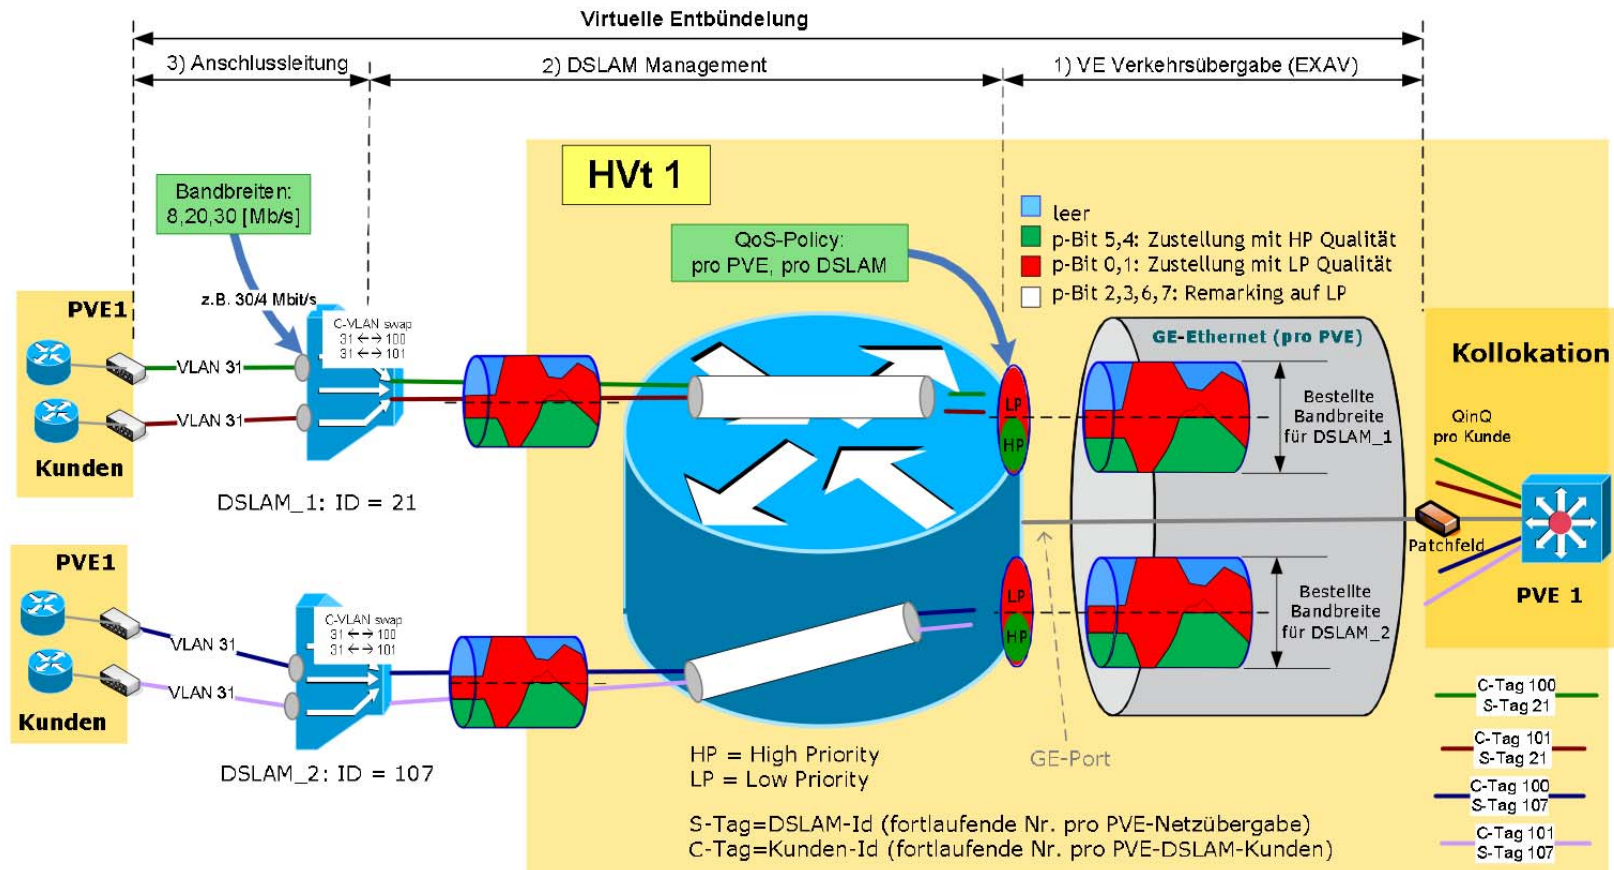 Virtuelle Entbündelung
3) Anschlussleitung
2) DSLAM Management
1) VE Verkehrsübergabe (EXAV)
HVt 1
Bandbreiten:
8,20,30 [Mb/s]
QoS-Policy:
pro PVE, pro DSLAM
leer
p-Bit 5,4: Zustellung mit HP Qualität
p-Bit 0,1: Zustellung mit LP Qualität
p-Bit 2,3,6,7: Remarking auf LP
z.B. 30/4 Mbit/s
PVE1
C-VLAN swap
31 ←→ 100
31 ←→ 101
VLAN 31
VLAN 31
Kunden
DSLAM_1: ID = 21
LP
HP
GE-Ethernet (pro PVE)
Bestellte
Bandbreite
für DSLAM_1
Kollokation
QinQ
pro Kunde
Patchfeld
PVE 1
PVE1
C-VLAN swap
31 ←→ 100
31 ←→ 101
VLAN 31
VLAN 31
Kunden
DSLAM_2: ID = 107
LP
HP
Bestellte
Bandbreite
für DSLAM_2
GE-Port
HP = High Priority
LP = Low Priority
S-Tag=DSLAM-Id (fortlaufende Nr. pro PVE-Netzübergabe)
C-Tag=Kunden-Id (fortlaufende Nr. pro PVE-DSLAM-Kunden)
C-Tag 100
S-Tag 21
C-Tag 101
S-Tag 21
C-Tag 100
S-Tag 107
C-Tag 101
S-Tag 107